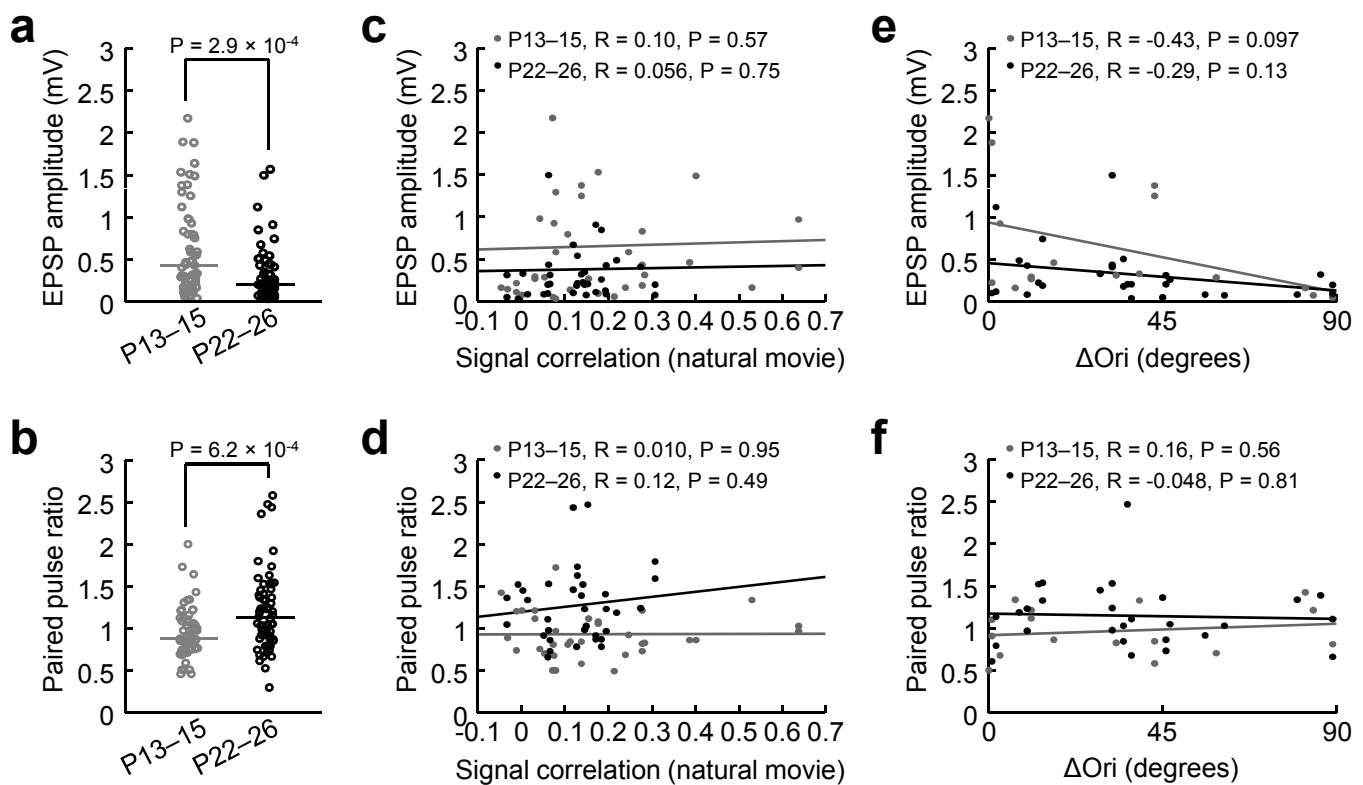 a
P = 2.9 × 10-4
EPSP amplitude (mV)
3
2.5
2
1.5
1
0.5
0
P13–15
P22–26
c
P13–15, R = 0.10, P = 0.57
P22–26, R = 0.056, P = 0.75
EPSP amplitude (mV)
3
2.5
2
1.5
1
0.5
0
-0.1 0 0.1 0.2 0.3 0.4 0.5 0.6 0.7
Signal correlation (natural movie)
e
P13–15, R = -0.43, P = 0.097
P22–26, R = -0.29, P = 0.13
EPSP amplitude (mV)
3
2.5
2
1.5
1
0.5
0
0 45 90
ΔOri (degrees)
b
P = 6.2 × 10-4
Paired pulse ratio
3
2.5
2
1.5
1
0.5
0
P13–15
P22–26
d
P13–15, R = 0.010, P = 0.95
P22–26, R = 0.12, P = 0.49
Paired pulse ratio
3
2.5
2
1.5
1
0.5
0
-0.1 0 0.1 0.2 0.3 0.4 0.5 0.6 0.7
Signal correlation (natural movie)
f
P13–15, R = 0.16, P = 0.56
P22–26, R = -0.048, P = 0.81
Paired pulse ratio
3
2.5
2
1.5
1
0.5
0
0 45 90
ΔOri (degrees)